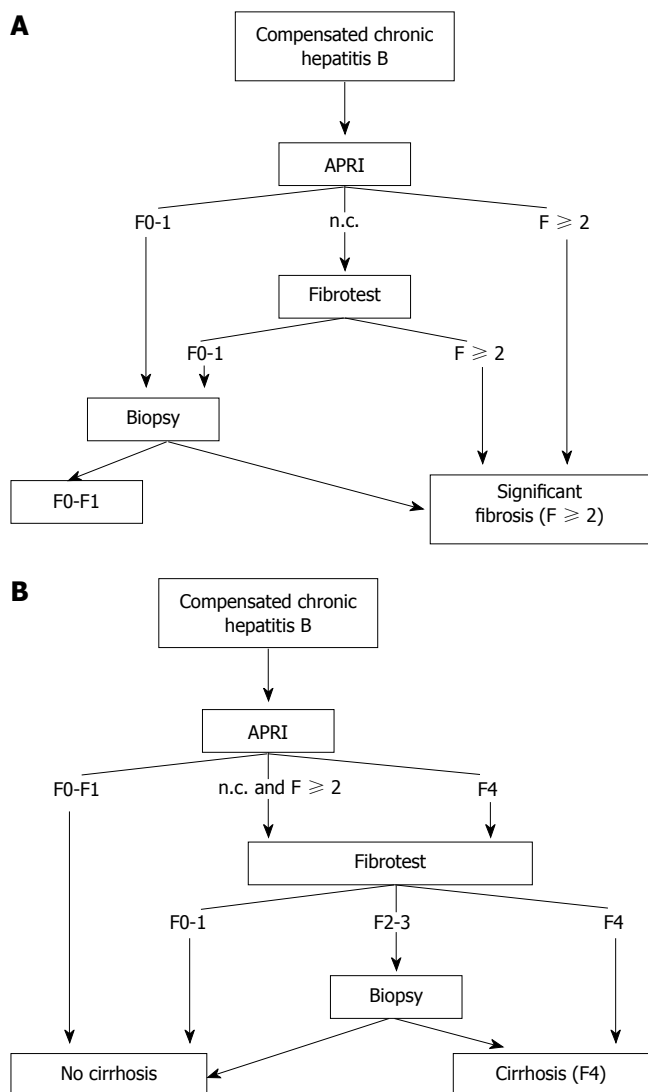 A
Compensated chronic
hepatitis B
APRI
F0-1
n.c.
F ⩾ 2
Fibrotest
F0-1
F ⩾ 2
Biopsy
F0-F1
Significant
fibrosis (F ⩾ 2)
B
Compensated chronic
hepatitis B
APRI
F0-F1
n.c. and F ⩾ 2
F4
Fibrotest
F0-1
F2-3
F4
Biopsy
No cirrhosis
Cirrhosis (F4)